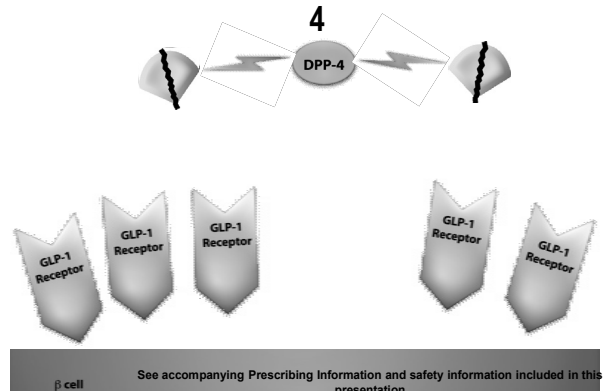 4
DPP-4
GLP-1
Receptor
GLP-1
Receptor
GLP-1
Receptor
GLP-1
Receptor
GLP-1
Receptor
See accompanying Prescribing Information and safety information included in this
presentation
β cell